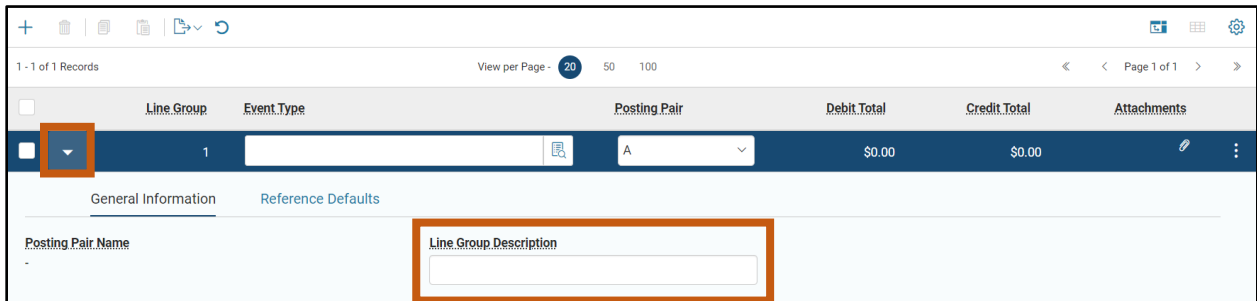 1 - 1 of 1 Records View per Page - 20 50 100 Page 1 of 1
Line Group Event Type Posting Pair Debit Total Credit Total Attachments
1 A $0.00 $0.00
General Information Reference Defaults
Posting Pair Name Line Group Description
-